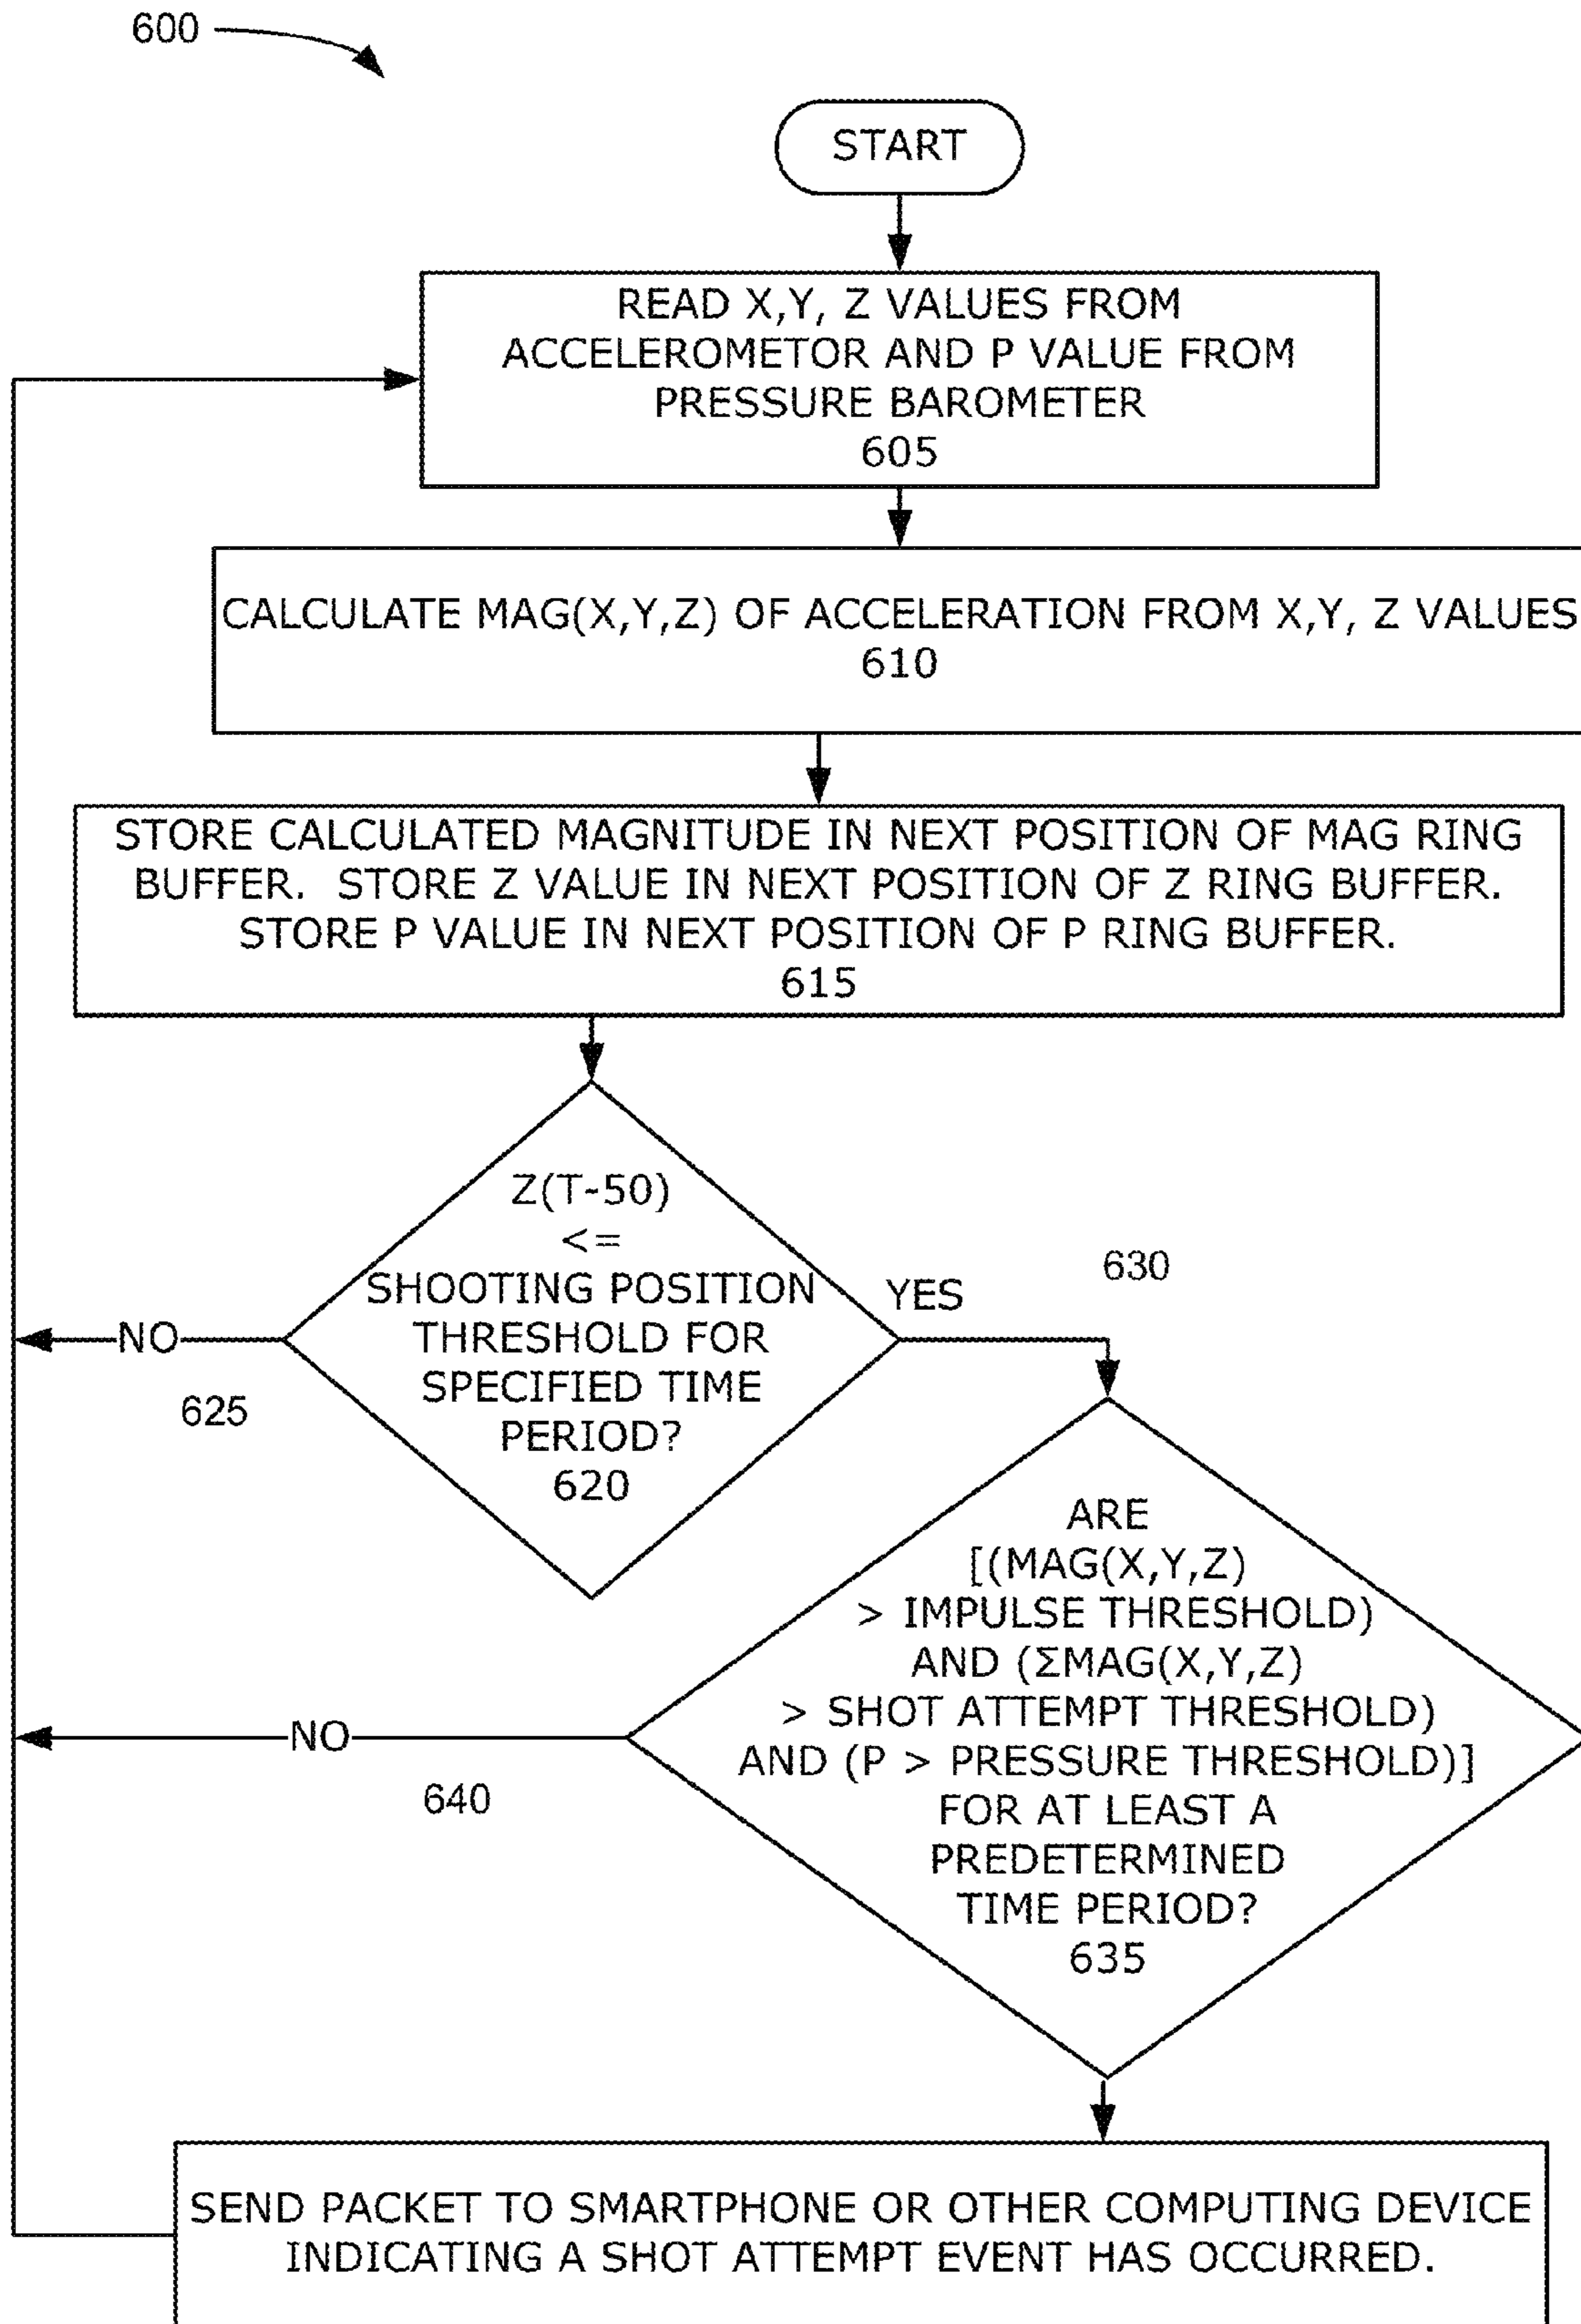 600
START
READ X,Y, Z VALUES FROM
ACCELEROMETOR AND P VALUE FROM
PRESSURE BAROMETER
605
CALCULATE MAG(X,Y,Z) OF ACCELERATION FROM X,Y, Z VALUES
610
STORE CALCULATED MAGNITUDE IN NEXT POSITION OF MAG RING
BUFFER. STORE Z VALUE IN NEXT POSITION OF Z RING BUFFER.
STORE P VALUE IN NEXT POSITION OF P RING BUFFER.
615
Z(T-50)
<=
SHOOTING POSITION
THRESHOLD FOR
SPECIFIED TIME
PERIOD?
620
NO
625
YES
630
ARE
[(MAG(X,Y,Z)
> IMPULSE THRESHOLD)
AND (ΣMAG(X,Y,Z)
> SHOT ATTEMPT THRESHOLD)
AND (P > PRESSURE THRESHOLD)]
FOR AT LEAST A
PREDETERMINED
TIME PERIOD?
635
NO
640
SEND PACKET TO SMARTPHONE OR OTHER COMPUTING DEVICE
INDICATING A SHOT ATTEMPT EVENT HAS OCCURRED.